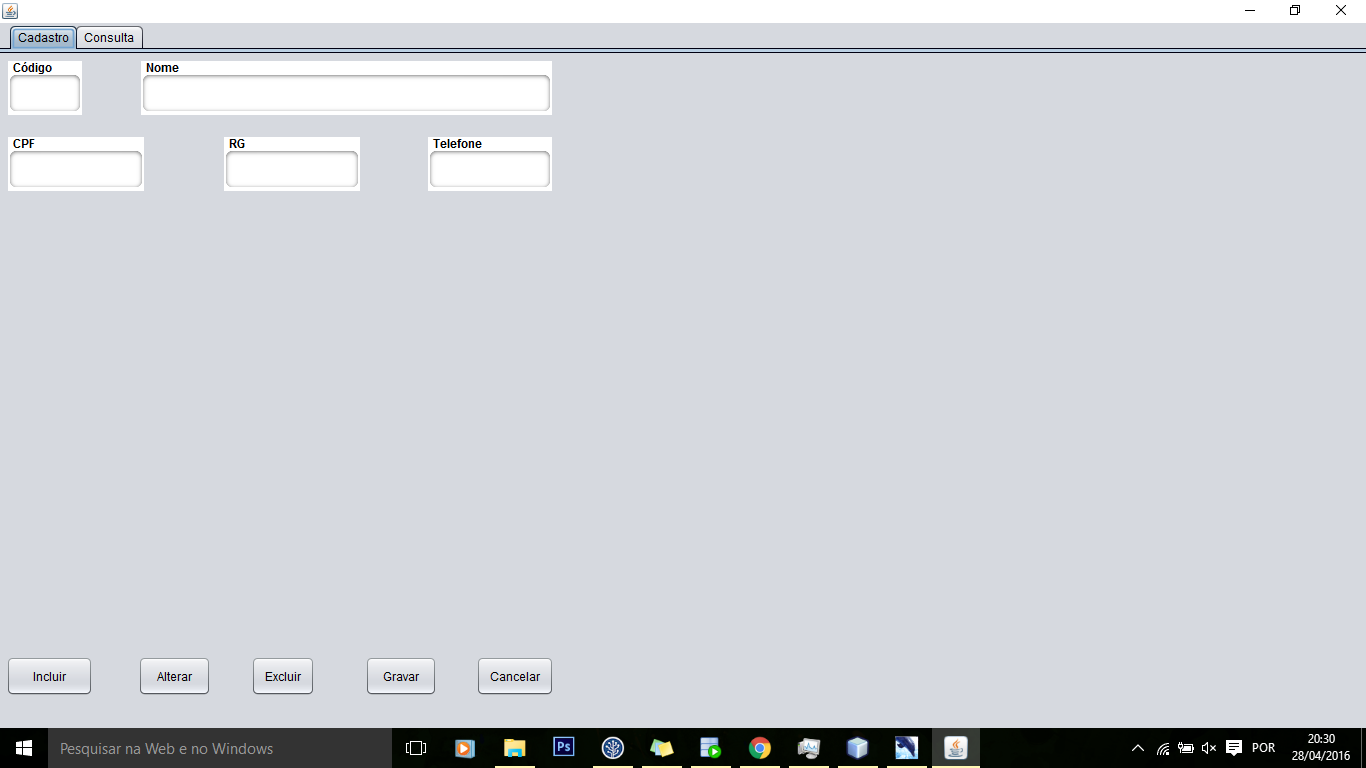 Cadastro Consulta
Código Nome
CPF RG Telefone
Incluir Alterar Excluir Gravar Cancelar
Pesquisar na Web e no Windows Ps POR 20:30
28/04/2016